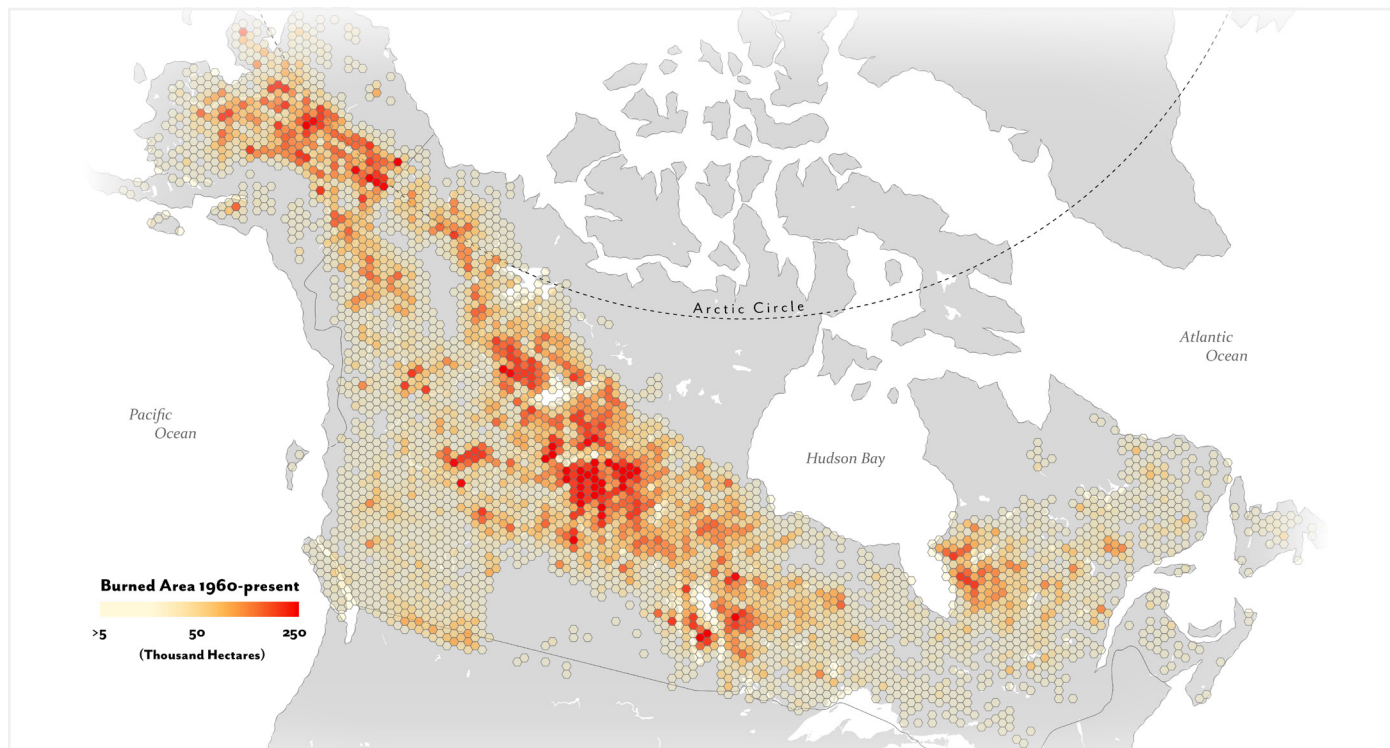 Arctic Circle
Atlantic
Ocean
Pacific
Ocean
Hudson Bay
Burned Area 1960-present
>5 50 250
(Thousand Hectares)